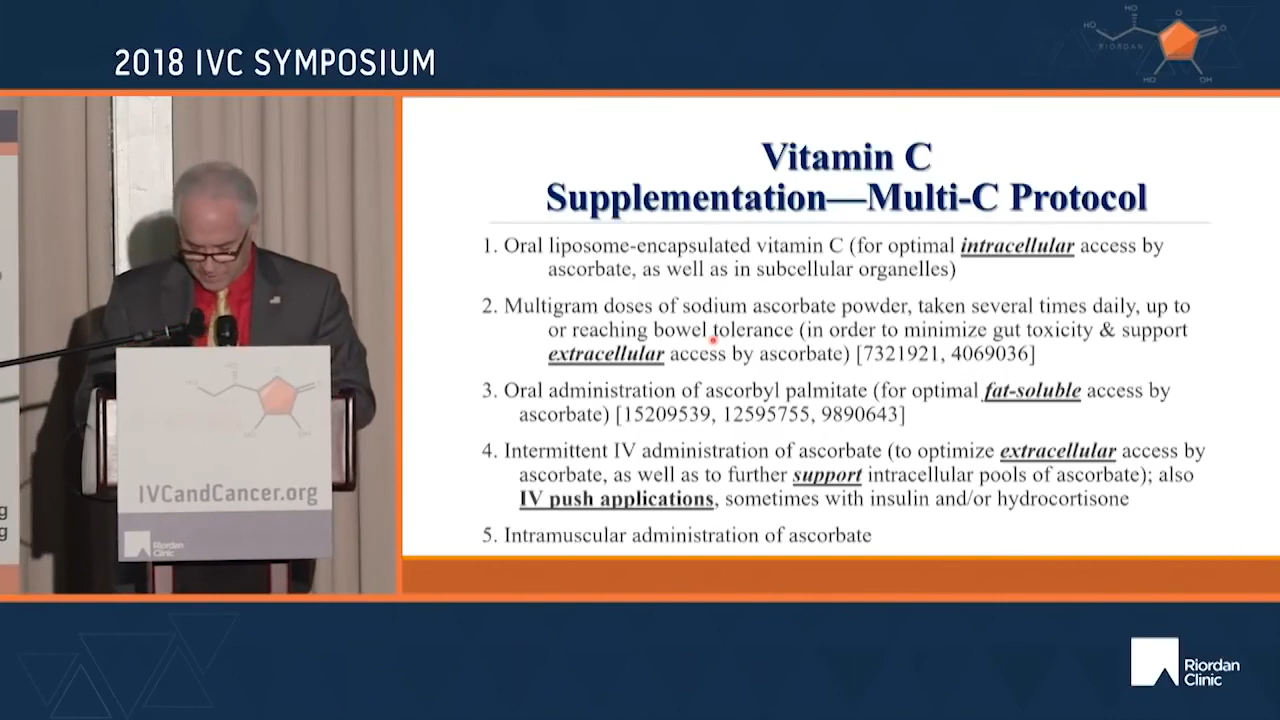 2018 IVC SYMPOSIUM
HO
HO
O
O
RIORDAN
HO
OH
Vitamin C
Supplementation—Multi-C Protocol
1. Oral liposome-encapsulated vitamin C (for optimal intracellular access by
ascorbate, as well as in subcellular organelles)
2. Multigram doses of sodium ascorbate powder, taken several times daily, up to
or reaching bowel tolerance (in order to minimize gut toxicity & support
extracellular access by ascorbate) [7321921, 4069036]
3. Oral administration of ascorbyl palmitate (for optimal fat-soluble access by
ascorbate) [15209539, 12595755, 9890643]
4. Intermittent IV administration of ascorbate (to optimize extracellular access by
ascorbate, as well as to further support intracellular pools of ascorbate); also
IV push applications, sometimes with insulin and/or hydrocortisone
5. Intramuscular administration of ascorbate
IVCandCancer.org
Riordan
Clinic
g
g
Riordan
Clinic